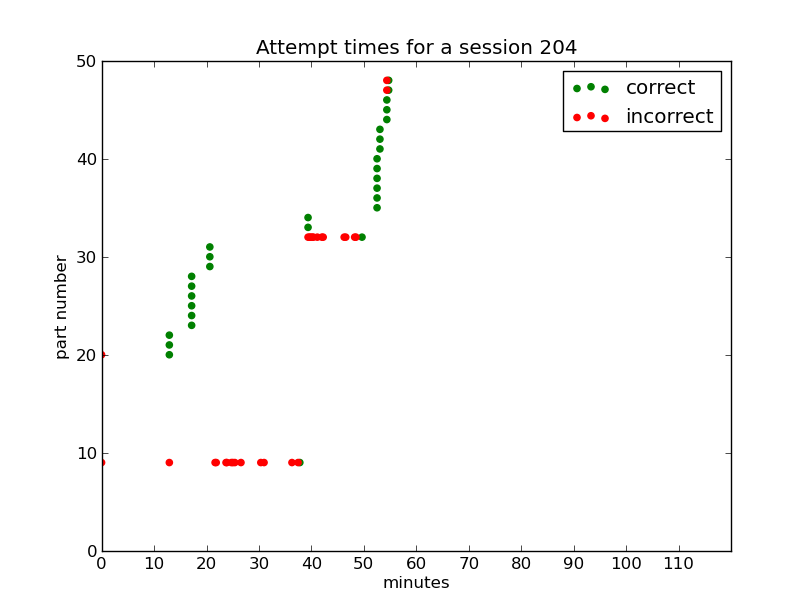 Attempt times for a session 204
correct
incorrect
part number
50
40
30
20
10
0
0 10 20 30 40 50 60 70 80 90 100 110
minutes